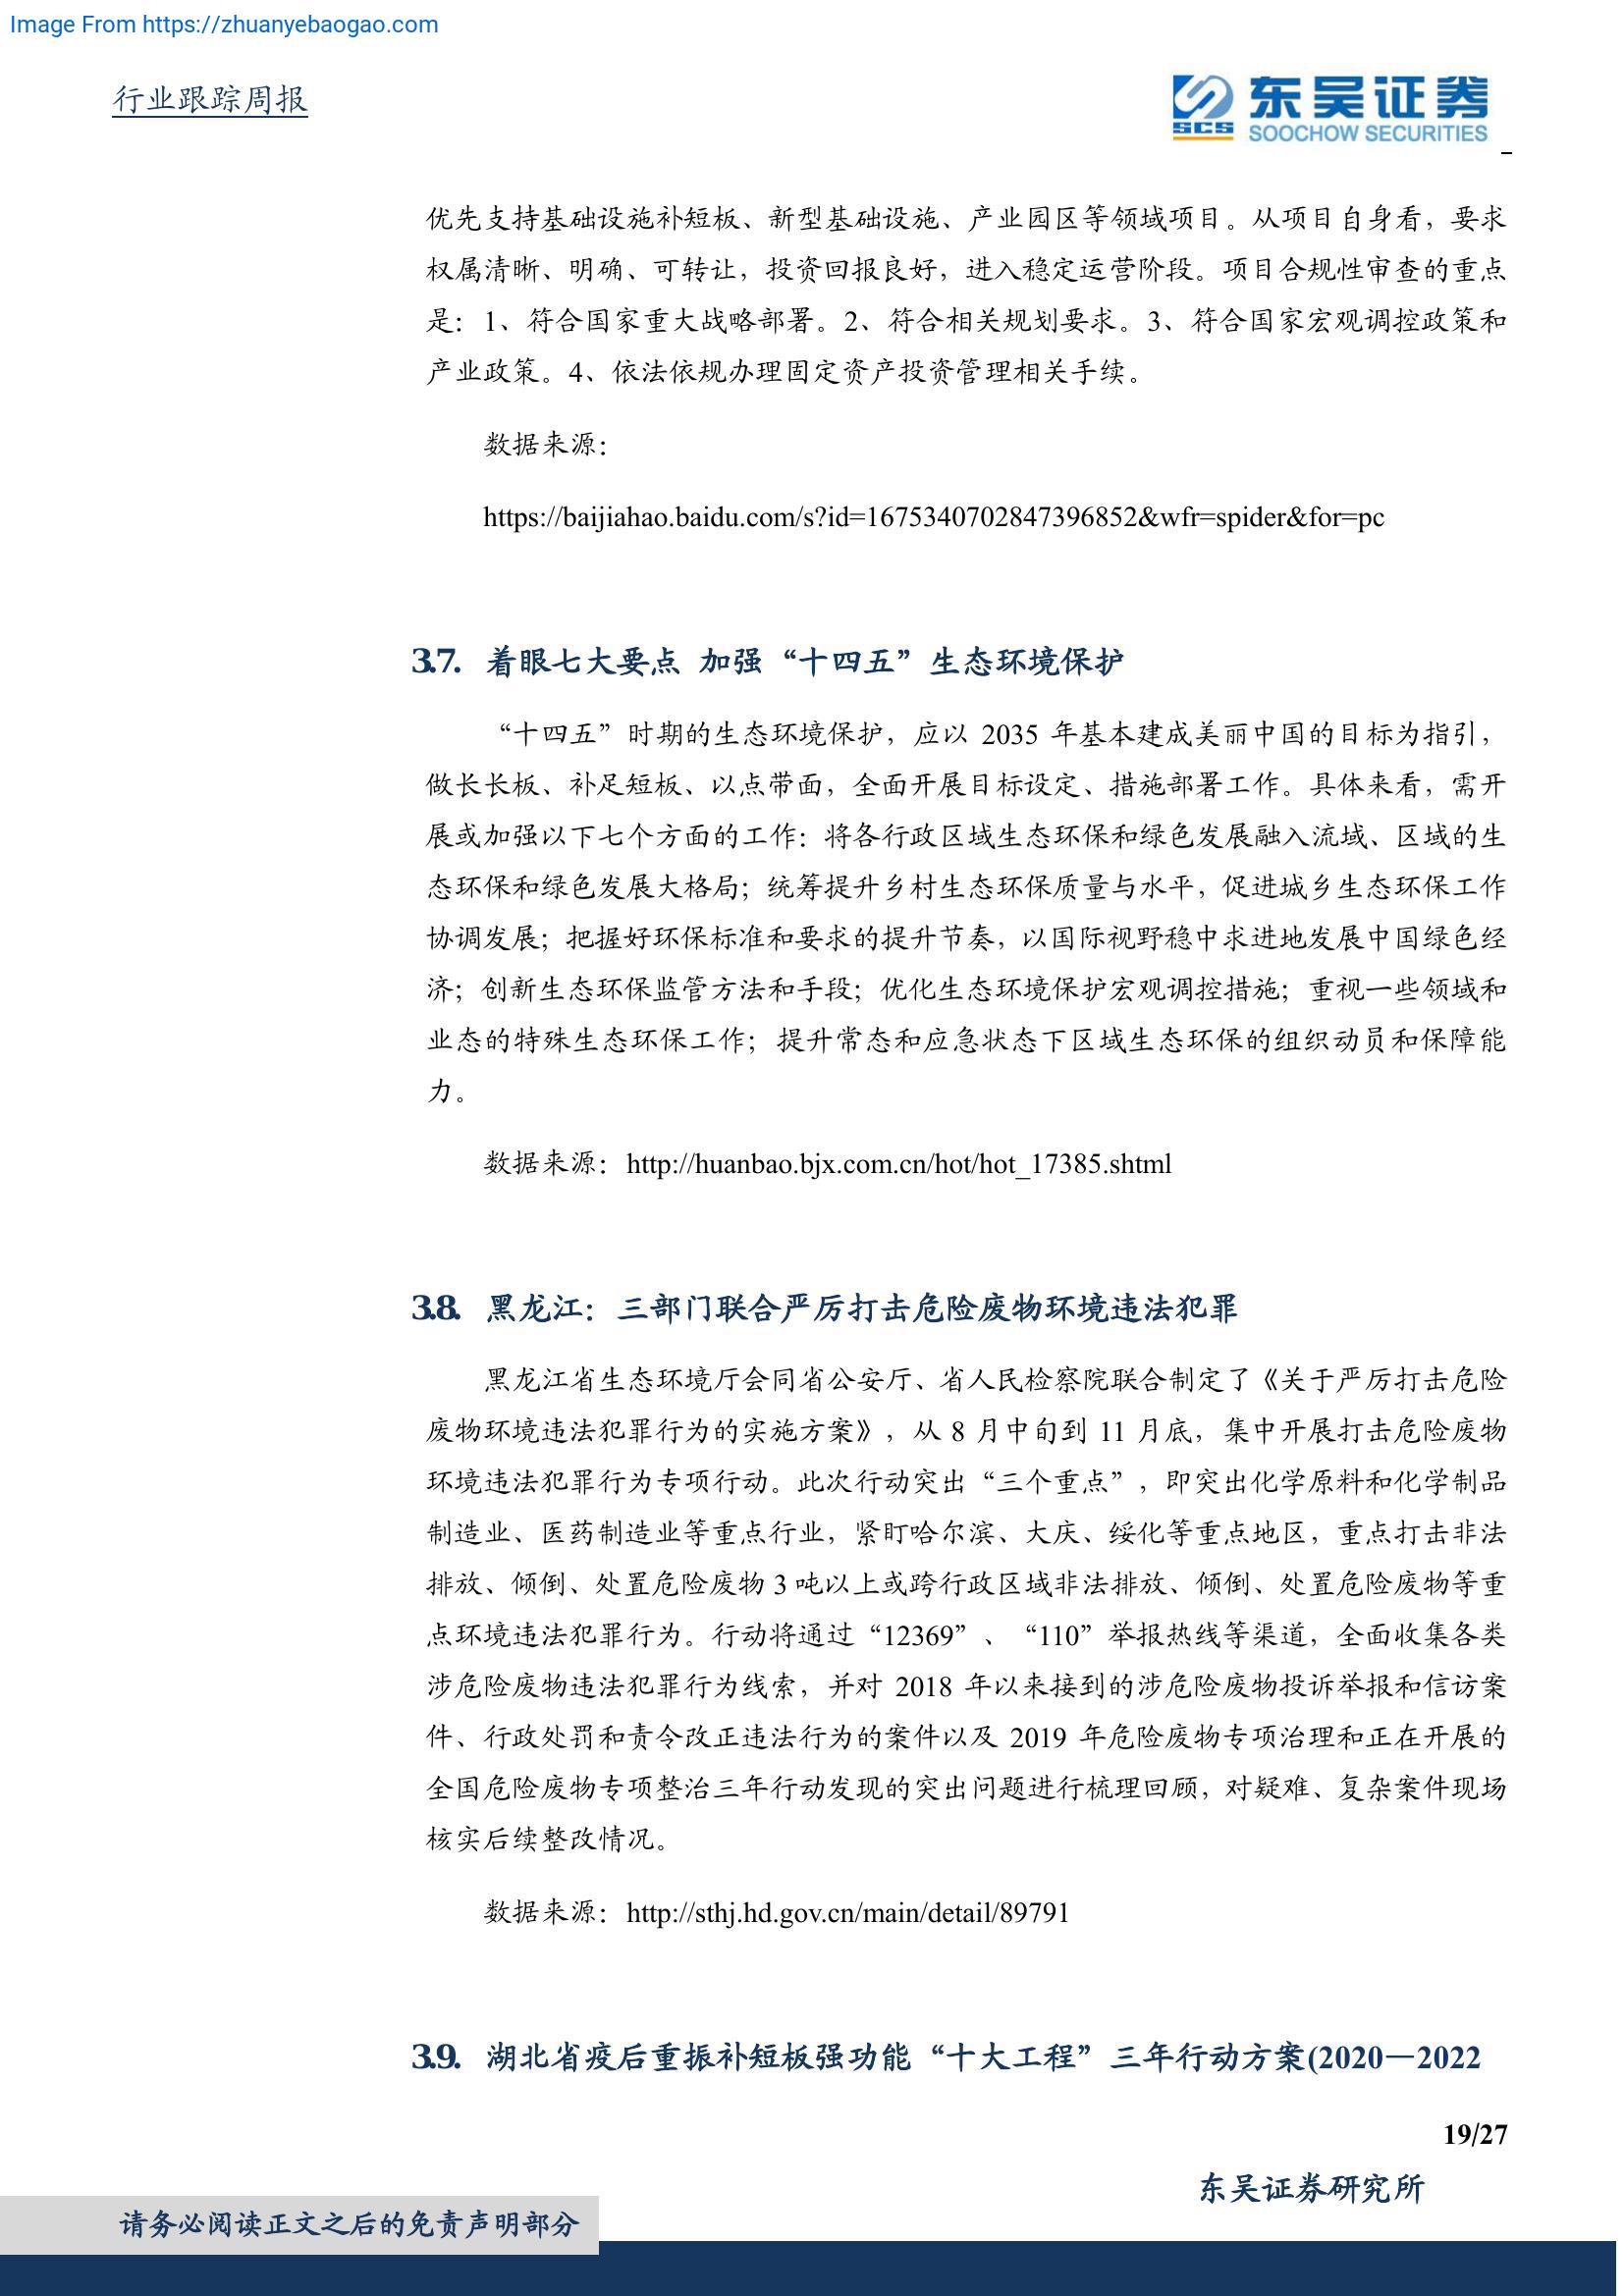 Image From https://zhuanyebaogao.com
行业跟踪周报
东吴证券
SCS
SOOCHOW SECURITIES
优先支持基础设施补短板、新型基础设施、产业园区等领域项目。从项目自身看，要求
权属清晰、明确、可转让，投资回报良好，进入稳定运营阶段。项目合规性审查的重点
是：1、符合国家重大战略部署。2、符合相关规划要求。3、符合国家宏观调控政策和
产业政策。4、依法依规办理固定资产投资管理相关手续。
数据来源：
https://baijiahao.baidu.com/s?id=1675340702847396852&wfr=spider&for=pc
3.7. 着眼七大要点 加强“十四五”生态环境保护
“十四五”时期的生态环境保护，应以 2035 年基本建成美丽中国的目标为指引，
做长长板、补足短板、以点带面，全面开展目标设定、措施部署工作。具体来看，需开
展或加强以下七个方面的工作：将各行政区域生态环保和绿色发展融入流域、区域的生
态环保和绿色发展大格局；统筹提升乡村生态环保质量与水平，促进城乡生态环保工作
协调发展；把握好环保标准和要求的提升节奏，以国际视野稳中求进地发展中国绿色经
济；创新生态环保监管方法和手段；优化生态环境保护宏观调控措施；重视一些领域和
业态的特殊生态环保工作；提升常态和应急状态下区域生态环保的组织动员和保障能
力。
数据来源：http://huanbao.bjx.com.cn/hot/hot_17385.shtml
3.8. 黑龙江：三部门联合严厉打击危险废物环境违法犯罪
黑龙江省生态环境厅会同省公安厅、省人民检察院联合制定了《关于严厉打击危险
废物环境违法犯罪行为的实施方案》，从 8 月中旬到 11 月底，集中开展打击危险废物
环境违法犯罪行为专项行动。此次行动突出“三个重点”，即突出化学原料和化学制品
制造业、医药制造业等重点行业，紧盯哈尔滨、大庆、绥化等重点地区，重点打击非法
排放、倾倒、处置危险废物 3 吨以上或跨行政区域非法排放、倾倒、处置危险废物等重
点环境违法犯罪行为。行动将通过“12369”、“110”举报热线等渠道，全面收集各类
涉危险废物违法犯罪行为线索，并对 2018 年以来接到的涉危险废物投诉举报和信访案
件、行政处罚和责令改正违法行为的案件以及 2019 年危险废物专项治理和正在开展的
全国危险废物专项整治三年行动发现的突出问题进行梳理回顾，对疑难、复杂案件现场
核实后续整改情况。
数据来源：http://sthj.hd.gov.cn/main/detail/89791
3.9. 湖北省疫后重振补短板强功能“十大工程”三年行动方案(2020—2022
19/27
东吴证券研究所
请务必阅读正文之后的免责声明部分